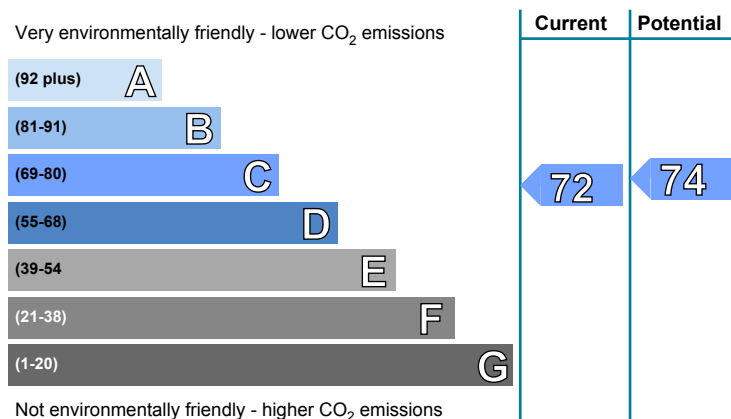 Very environmentally friendly - lower CO2 emissions
Current Potential
(92 plus) A
(81-91) B
(69-80) C
72 74
(55-68) D
(39-54 E
(21-38) F
(1-20) G
Not environmentally friendly - higher CO2 emissions